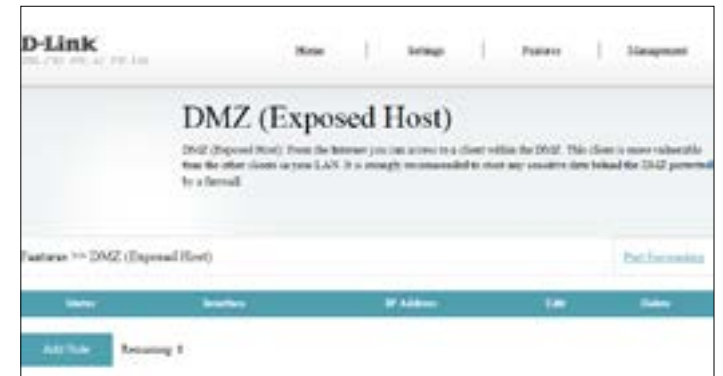 D-Link
Home | Settings | Features | Management
DMZ (Exposed Host)
DMZ (Exposed Host): From the Internet you can access to a client within the DMZ. This client is more vulnerable
than the other clients in your LAN. It is strongly recommended to store any sensitive data behind the DMZ protected
by a firewall.
Features >> DMZ (Exposed Host)
Port Forwarding
Status Interface IP Address Edit Delete
Add Rule Remaining: 8